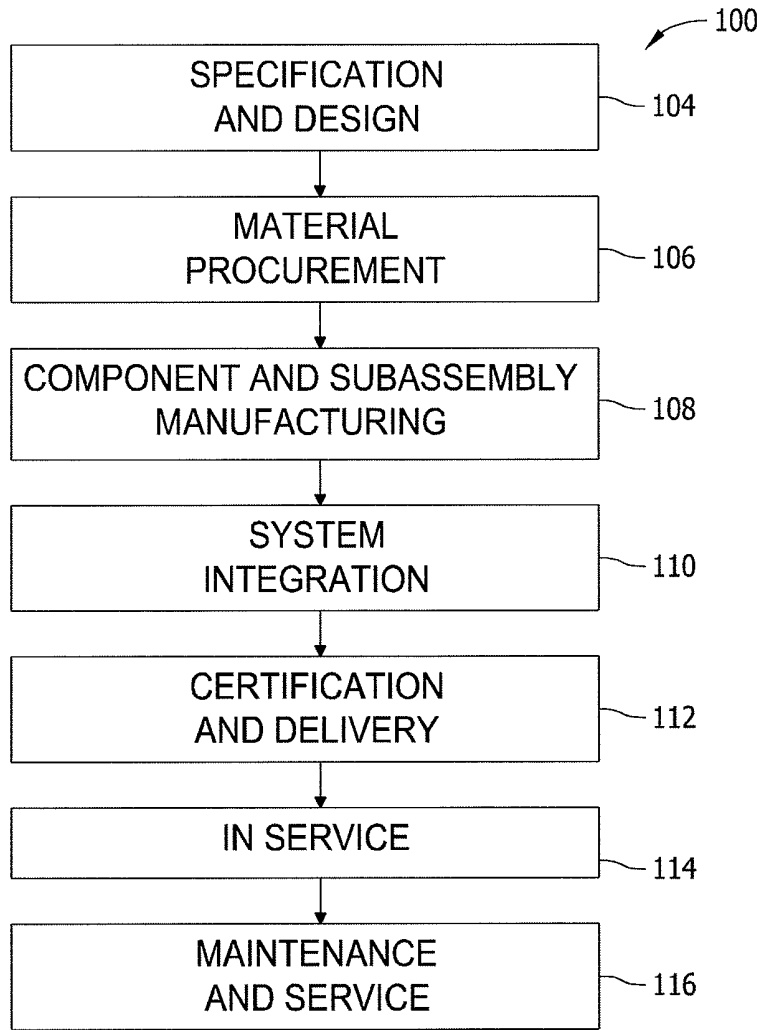 100
SPECIFICATION
AND DESIGN
104
MATERIAL
PROCUREMENT
106
COMPONENT AND SUBASSEMBLY
MANUFACTURING
108
SYSTEM
INTEGRATION
110
CERTIFICATION
AND DELIVERY
112
IN SERVICE
114
MAINTENANCE
AND SERVICE
116